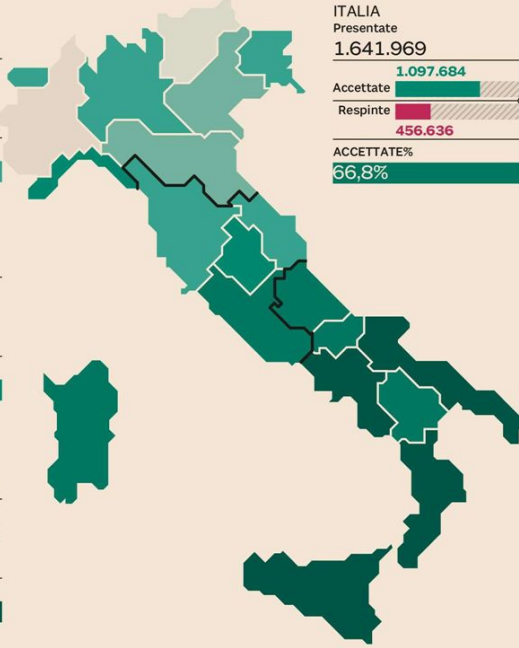 ITALIA
Presentate
1.641.969
1.097.684
Accettate
Respinte
456.636
ACCETTATE%
66,8%